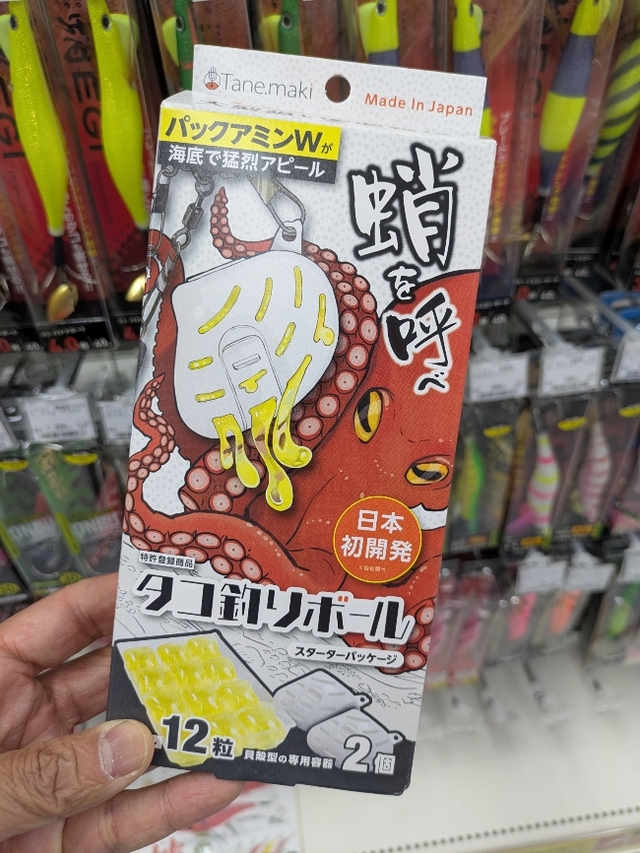 Tane.maki
Made In Japan
パックアミンWが
海底で猛烈アピール
蛸を呼べ
日本
初開発
特許登録商品
タコ釣りボール
スターターパッケージ
12粒
貝殻型の専用容器
2個